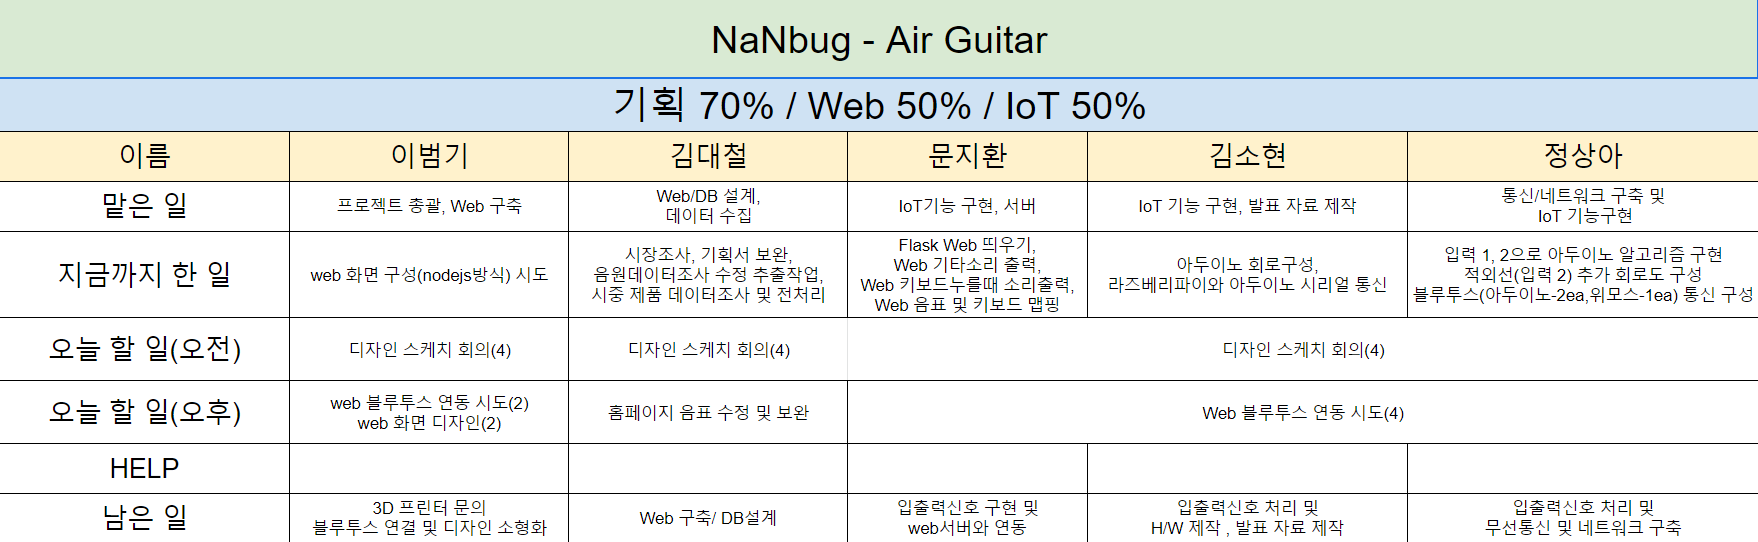 NaNbug - Air Guitar
기획 70% / Web 50% / IoT 50%
이름 이범기 김대철 문지환 김소현 정상아
맡은 일
프로젝트 총괄, Web 구축
Web/DB 설계,
데이터 수집
IoT기능 구현, 서버
IoT 기능 구현, 발표 자료 제작
통신/네트워크 구축 및
IoT 기능구현
지금까지 한 일
web 화면 구성(nodejs방식) 시도
시장조사, 기획서 보완,
음원데이터조사 수정 추출작업,
시중 제품 데이터조사 및 전처리
Flask Web 띄우기,
Web 기타소리 출력,
Web 키보드누를때 소리출력,
Web 음표 및 키보드 맵핑
아두이노 회로구성,
라즈베리파이와 아두이노 시리얼 통신
입력 1, 2으로 아두이노 알고리즘 구현
적외선(입력 2) 추가 회로도 구성
블루투스(아두이노-2ea,위모스-1ea) 통신 구성
오늘 할 일(오전)
디자인 스케치 회의(4)
디자인 스케치 회의(4)
디자인 스케치 회의(4)
오늘 할 일(오후)
web 블루투스 연동 시도(2)
web 화면 디자인(2)
홈페이지 음표 수정 및 보완
Web 블루투스 연동 시도(4)
HELP
남은 일
3D 프린터 문의
블루투스 연결 및 디자인 소형화
Web 구축/ DB설계
입출력신호 구현 및
web서버와 연동
입출력신호 처리 및
H/W 제작 , 발표 자료 제작
입출력신호 처리 및
무선통신 및 네트워크 구축